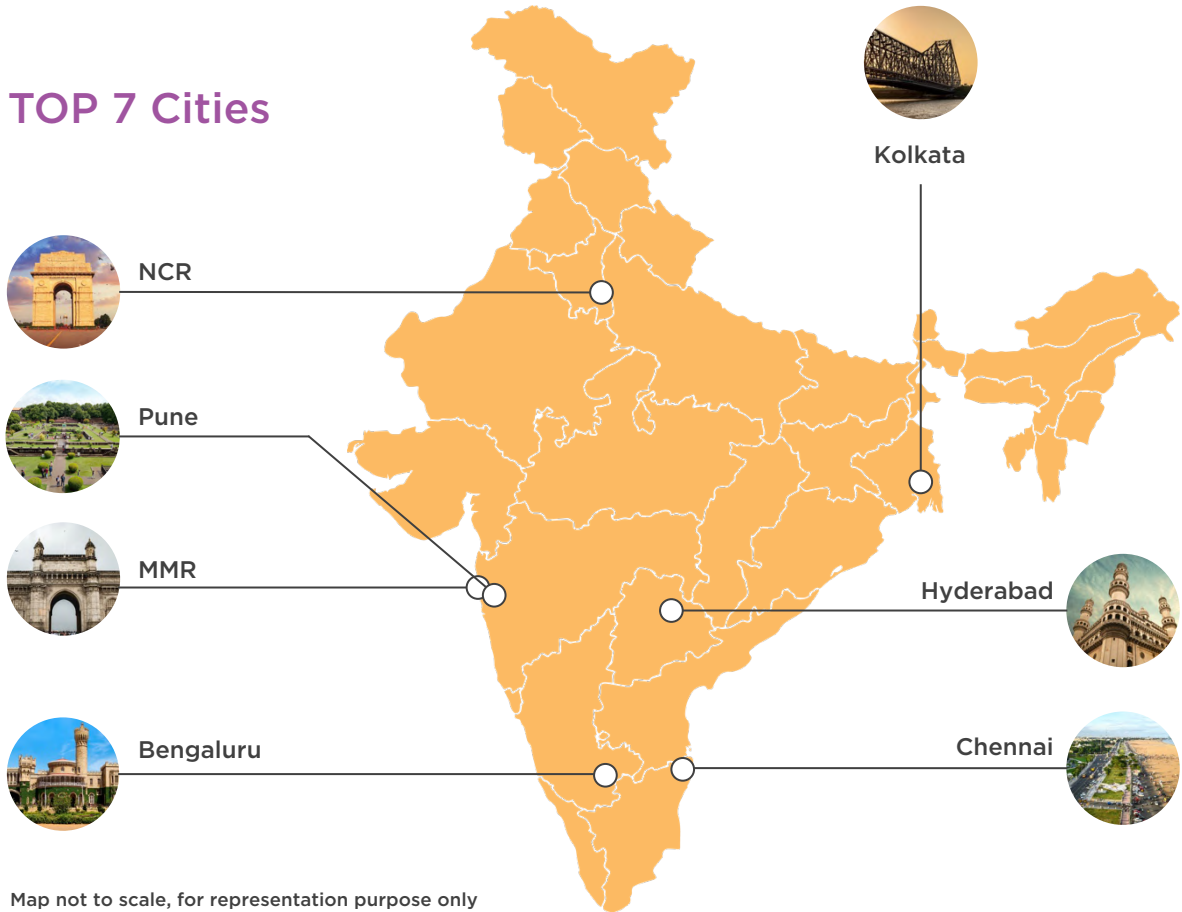 TOP 7 Cities
Kolkata
NCR
Pune
MMR
Hyderabad
Bengaluru
Chennai
Map not to scale, for representation purpose only